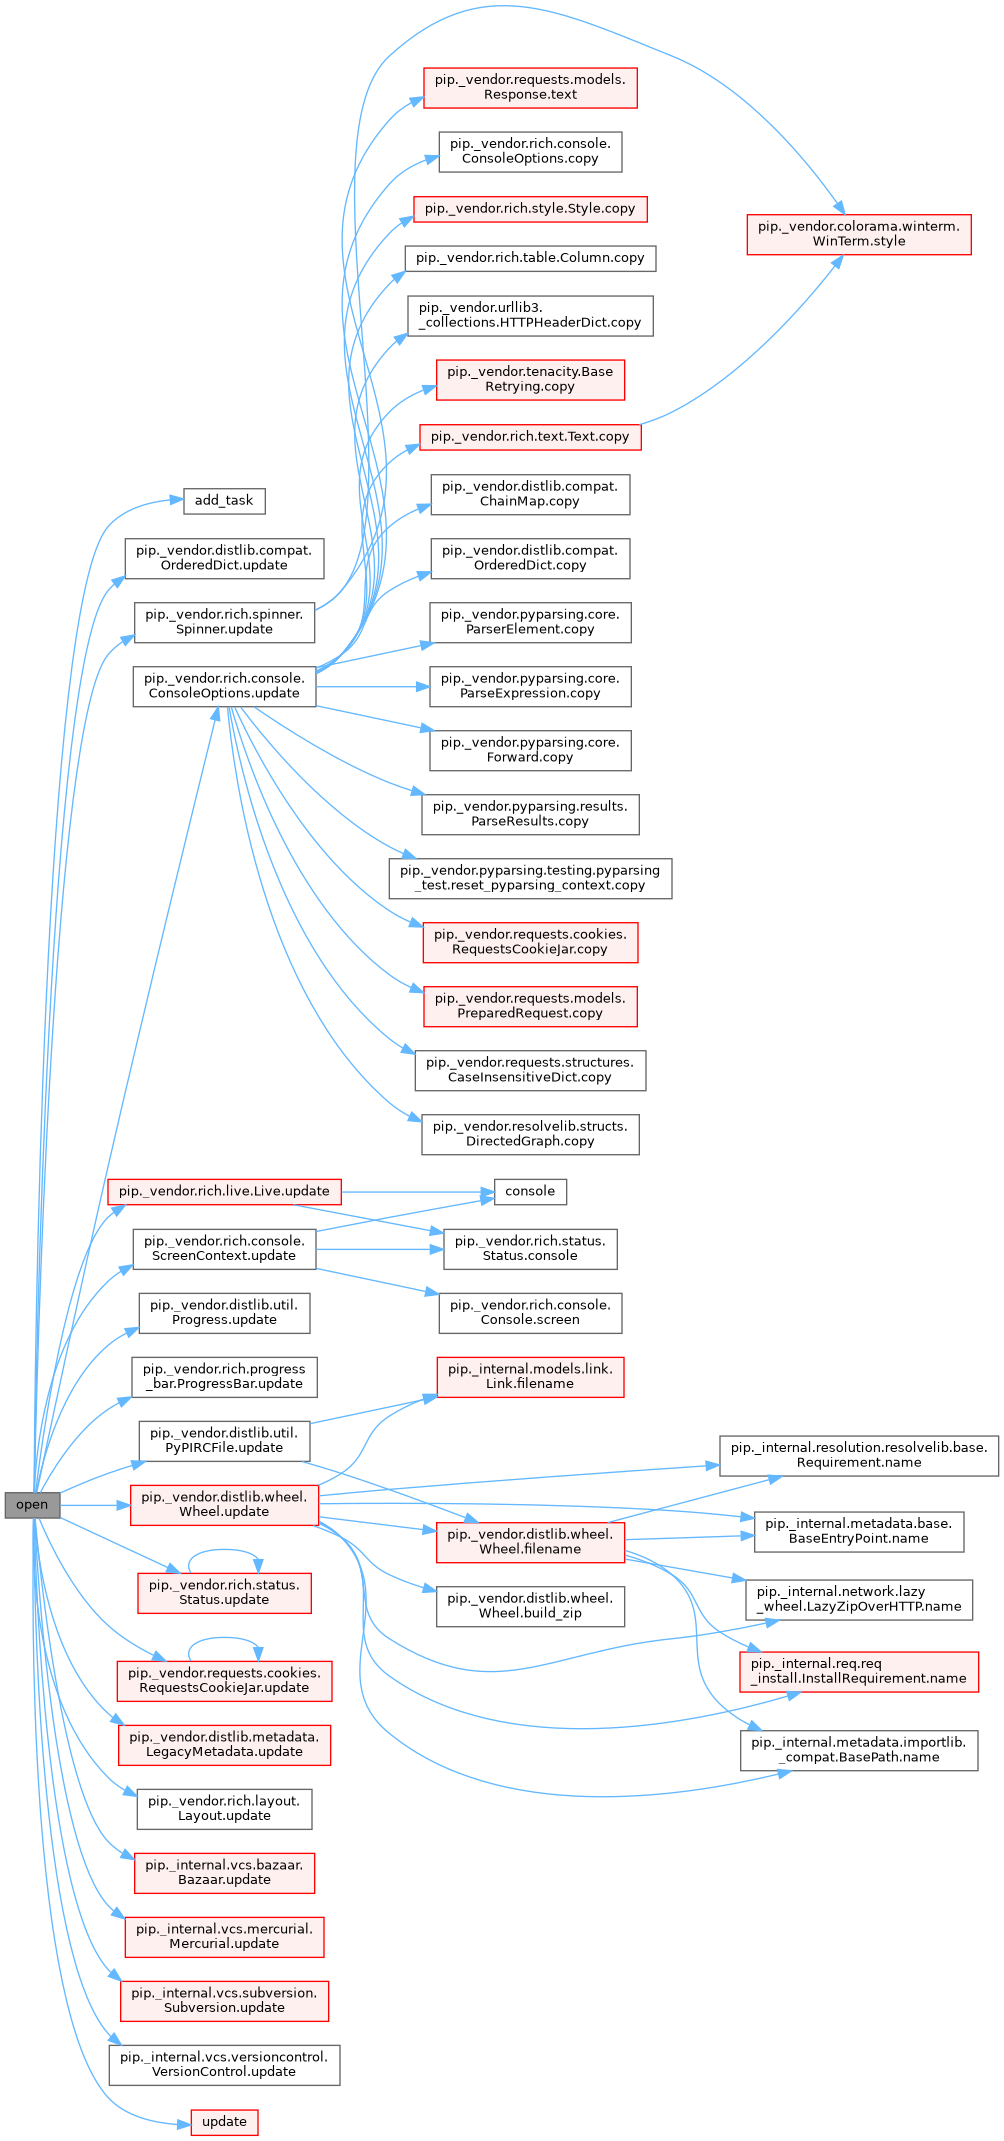 open
add_task
pip._vendor.distlib.compat.
OrderedDict.update
pip._vendor.rich.spinner.
Spinner.update
pip._vendor.rich.console.
ConsoleOptions.update
pip._vendor.rich.live.Live.update
pip._vendor.rich.console.
ScreenContext.update
pip._vendor.distlib.util.
Progress.update
pip._vendor.rich.progress
_bar.ProgressBar.update
pip._vendor.distlib.util.
PyPIRCFile.update
pip._vendor.distlib.wheel.
Wheel.update
pip._vendor.rich.status.
Status.update
pip._vendor.requests.cookies.
RequestsCookieJar.update
pip._vendor.distlib.metadata.
LegacyMetadata.update
pip._vendor.rich.layout.
Layout.update
pip._internal.vcs.bazaar.
Bazaar.update
pip._internal.vcs.mercurial.
Mercurial.update
pip._internal.vcs.subversion.
Subversion.update
pip._internal.vcs.versioncontrol.
VersionControl.update
update
pip._vendor.requests.models.
Response.text
pip._vendor.rich.console.
ConsoleOptions.copy
pip._vendor.rich.style.Style.copy
pip._vendor.rich.table.Column.copy
pip._vendor.urllib3.
_collections.HTTPHeaderDict.copy
pip._vendor.tenacity.Base
Retrying.copy
pip._vendor.rich.text.Text.copy
pip._vendor.distlib.compat.
ChainMap.copy
pip._vendor.distlib.compat.
OrderedDict.copy
pip._vendor.pyparsing.core.
ParserElement.copy
pip._vendor.pyparsing.core.
ParseExpression.copy
pip._vendor.pyparsing.core.
Forward.copy
pip._vendor.pyparsing.results.
ParseResults.copy
pip._vendor.pyparsing.testing.pyparsing
_test.reset_pyparsing_context.copy
pip._vendor.requests.cookies.
RequestsCookieJar.copy
pip._vendor.requests.models.
PreparedRequest.copy
pip._vendor.requests.structures.
CaseInsensitiveDict.copy
pip._vendor.resolvelib.structs.
DirectedGraph.copy
console
pip._vendor.rich.status.
Status.console
pip._vendor.rich.console.
Console.screen
pip._internal.models.link.
Link.filename
pip._vendor.distlib.wheel.
Wheel.filename
pip._vendor.distlib.wheel.
Wheel.build_zip
pip._vendor.colorama.winterm.
WinTerm.style
pip._internal.resolution.resolvelib.base.
Requirement.name
pip._internal.metadata.base.
BaseEntryPoint.name
pip._internal.network.lazy
_wheel.LazyZipOverHTTP.name
pip._internal.req.req
_install.InstallRequirement.name
pip._internal.metadata.importlib.
_compat.BasePath.name